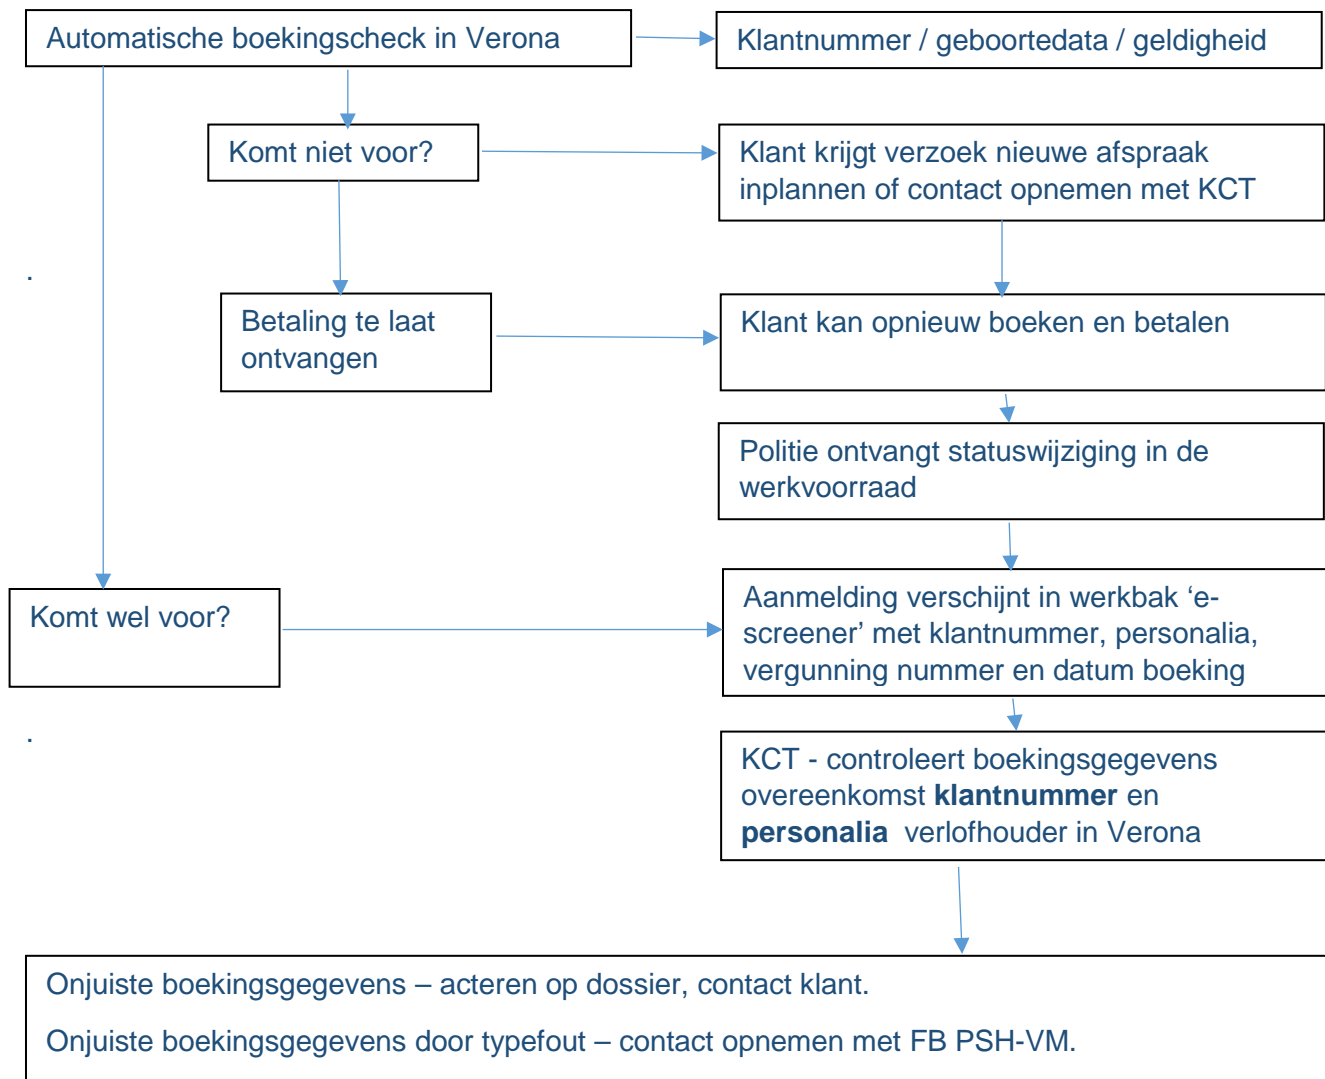 Automatische boekingscheck in Verona
Klantnummer / geboortedata / geldigheid
Komt niet voor?
Klant krijgt verzoek nieuwe afspraak
inplannen of contact opnemen met KCT
.
Betaling te laat
ontvangen
Klant kan opnieuw boeken en betalen
Politie ontvangt statuswijziging in de
werkvoorraad
Komt wel voor?
Aanmelding verschijnt in werkbak ‘e-
screener’ met klantnummer, personalia,
vergunning nummer en datum boeking
.
KCT - controleert boekingsgegevens
overeenkomst klantnummer en
personalia verlofhouder in Verona
Onjuiste boekingsgegevens – acteren op dossier, contact klant.
Onjuiste boekingsgegevens door typefout – contact opnemen met FB PSH-VM.